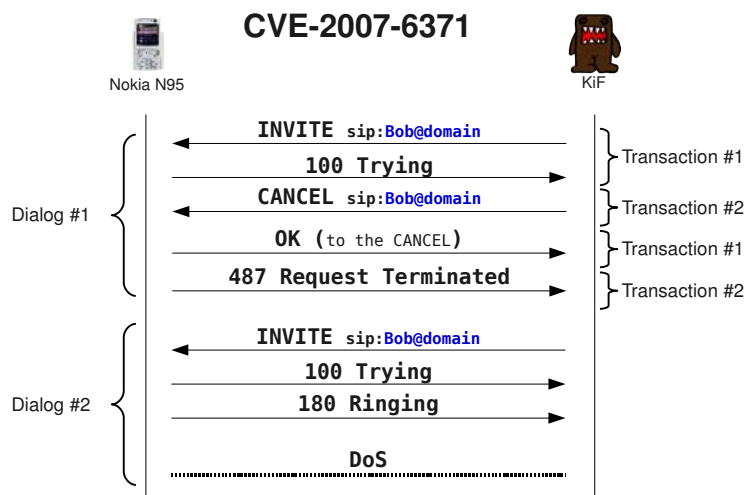 CVE-2007-6371
Nokia N95
KiF
INVITE sip:Bob@domain
100 Trying
Transaction #1
CANCEL sip:Bob@domain
Transaction #2
Dialog #1
OK (to the CANCEL)
Transaction #1
487 Request Terminated
Transaction #2
INVITE sip:Bob@domain
100 Trying
Dialog #2
180 Ringing
DoS